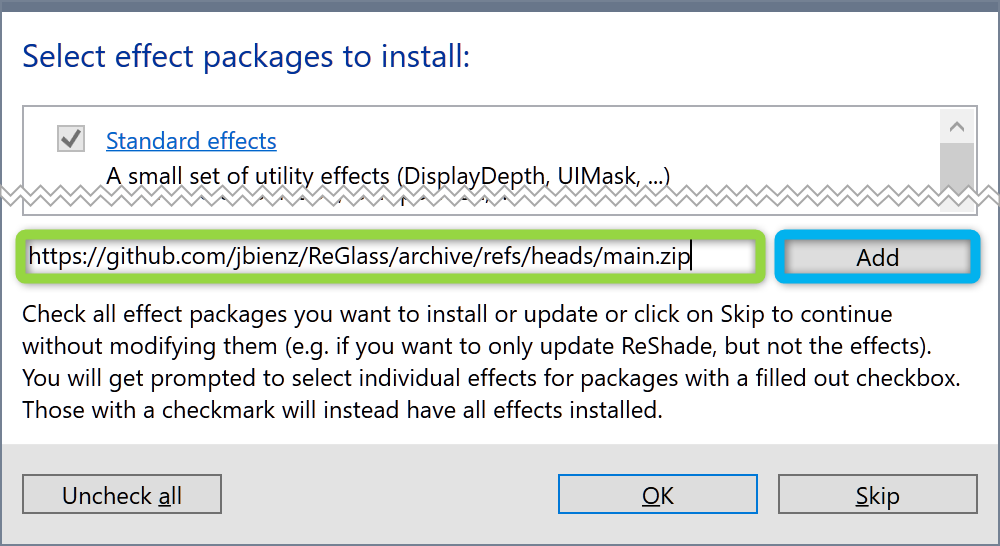 Select effect packages to install:
Standard effects
A small set of utility effects (DisplayDepth, UIMask, ...)
https://github.com/jbienz/ReGlass/archive/refs/heads/main.zip
Add
Check all effect packages you want to install or update or click on Skip to continue
without modifying them (e.g. if you want to only update ReShade, but not the effects).
You will get prompted to select individual effects for packages with a filled out checkbox.
Those with a checkmark will instead have all effects installed.
Uncheck all
OK
Skip